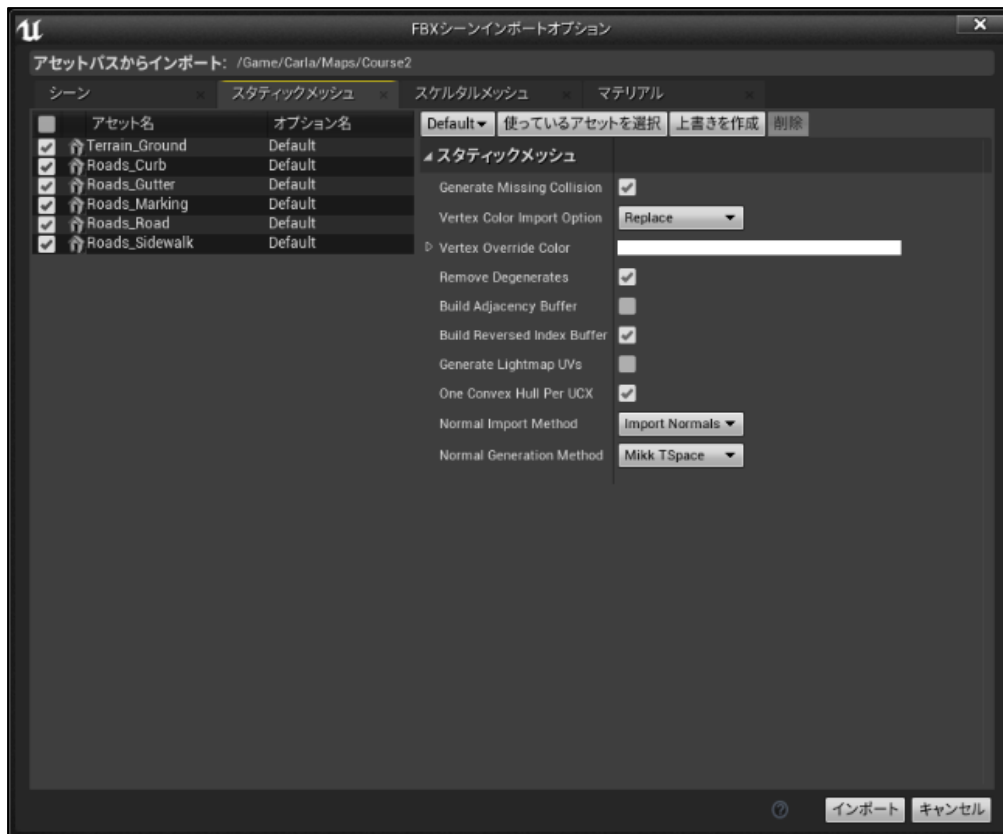 FBXシーンインポートオプション
アセットパスからインポート: /Game/Carla/Maps/Course2
シーン スタティックメッシュ スケルタルメッシュ マテリアル
アセット名 オプション名
Terrain_Ground Default
Roads_Curb Default
Roads_Gutter Default
Roads_Marking Default
Roads_Road Default
Roads_Sidewalk Default
Default 使っているアセットを選択 上書きを作成 削除
スタティックメッシュ
Generate Missing Collision
Vertex Color Import Option Replace
Vertex Override Color
Remove Degenerates
Build Adjacency Buffer
Build Reversed Index Buffer
Generate Lightmap UVs
One Convex Hull Per UCX
Normal Import Method Import Normals
Normal Generation Method Mikk TSpace
インポート キャンセル